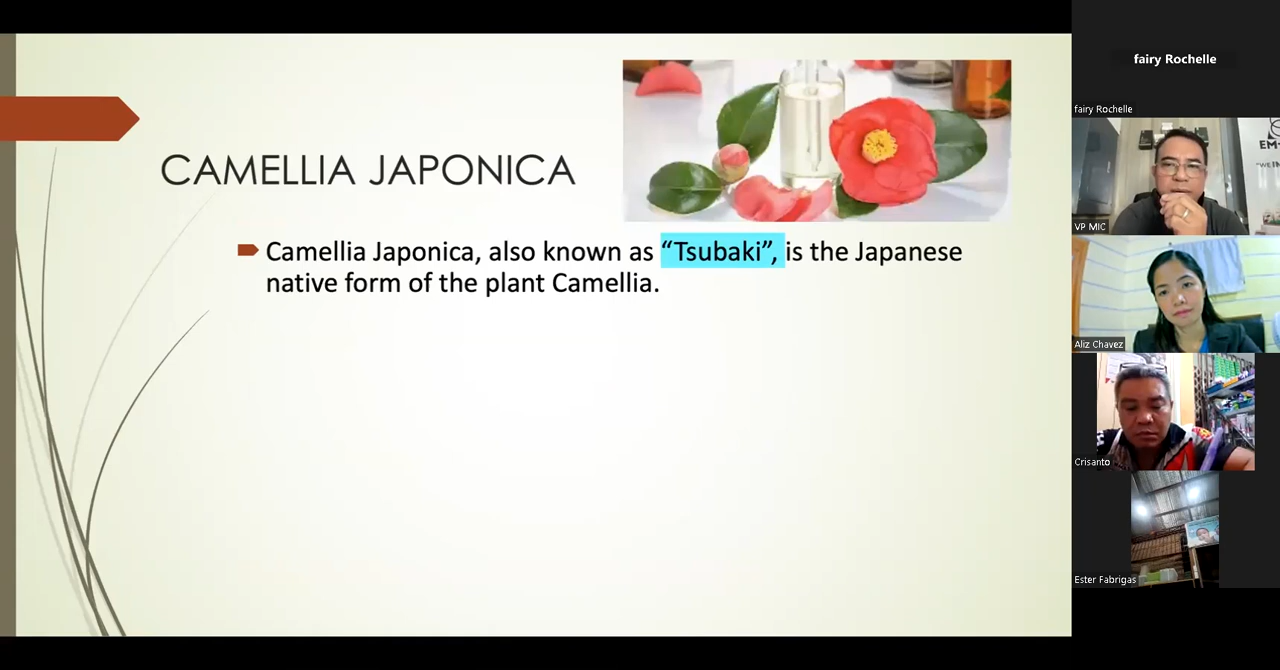 CAMELLIA JAPONICA
Camellia Japonica, also known as “Tsubaki”, is the Japanese
native form of the plant Camellia.
fairy Rochelle
fairy Rochelle
VP MIC
Aliz Chavez
Crisanto
Ester Fabrigas